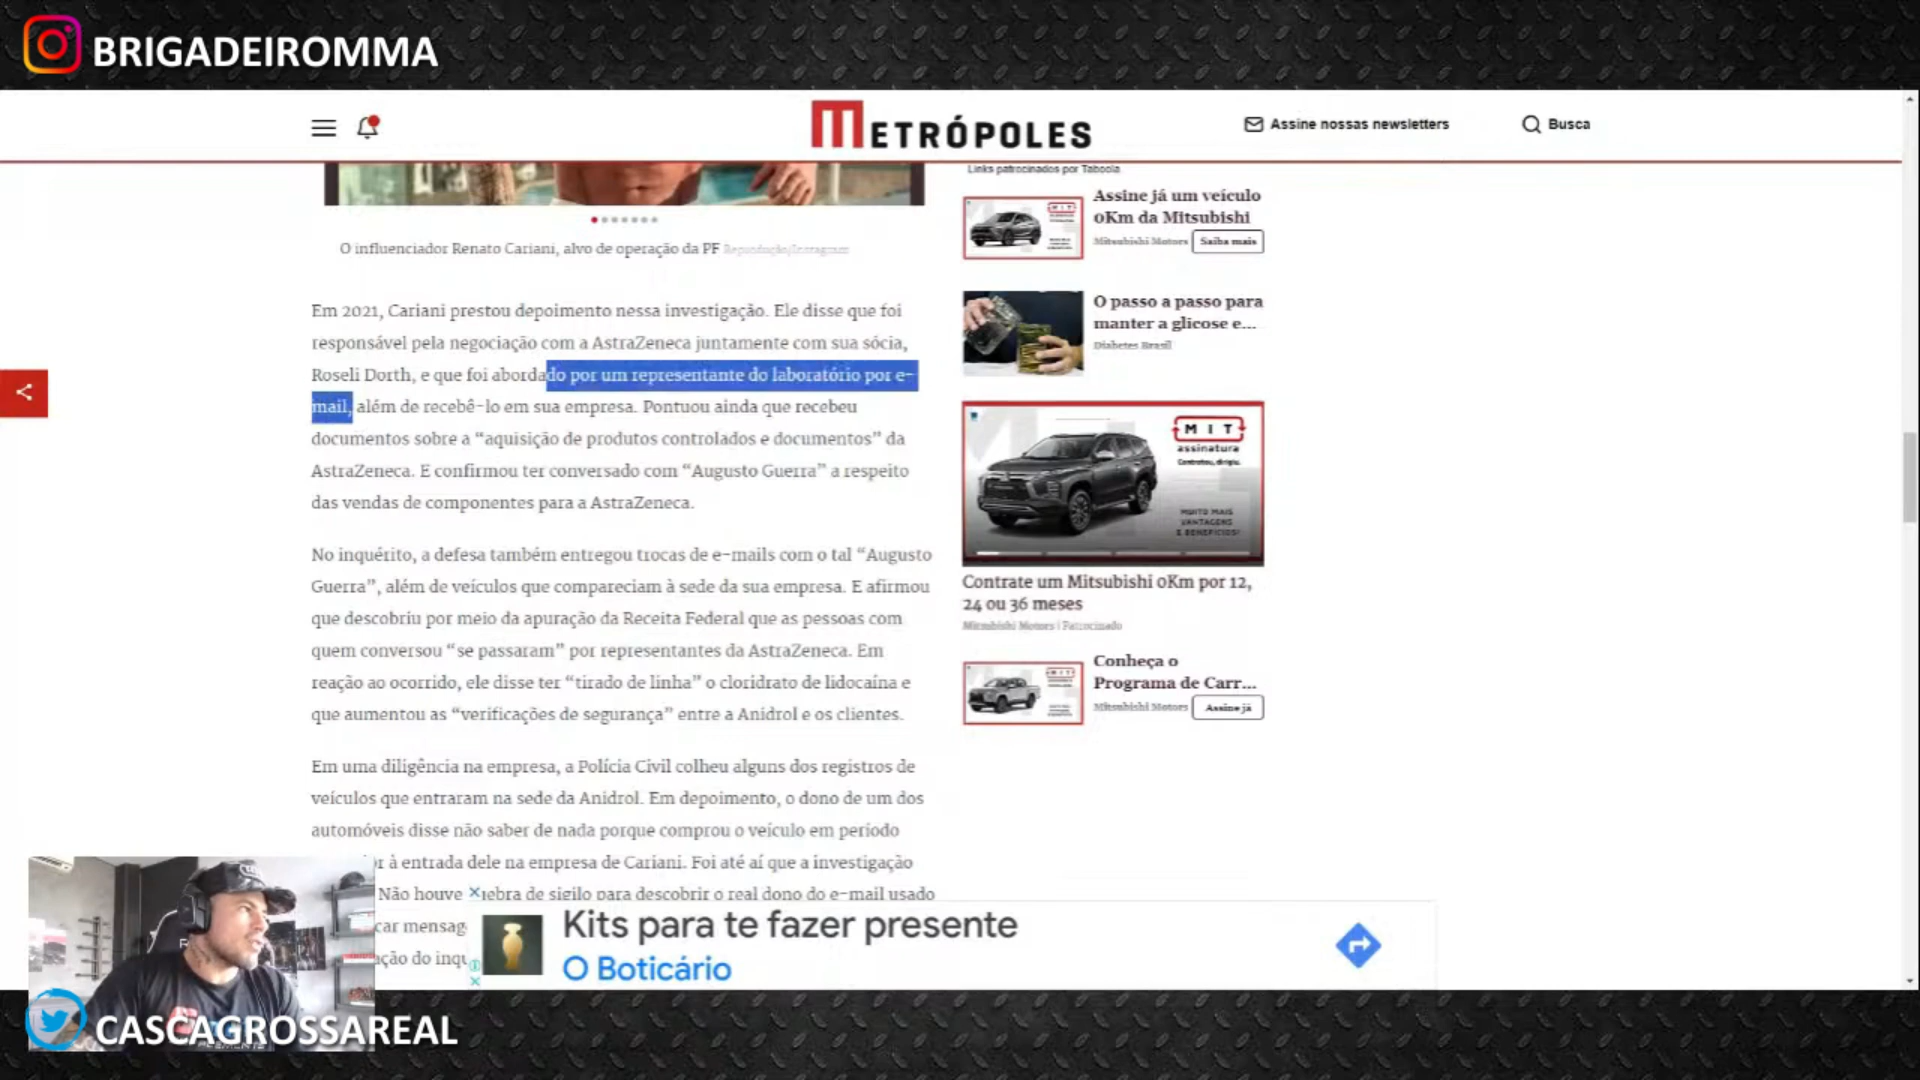 BRIGADEIROMMA
METRÓPOLES
Assine nossas newsletters
Busca
O influenciador Renato Cariani, alvo de operação da PF Reprodução/Instagram
Em 2021, Cariani prestou depoimento nessa investigação. Ele disse que foi
responsável pela negociação com a AstraZeneca juntamente com sua sócia,
Roseli Dorth, e que foi abordado por um representante do laboratório por e-
mail, além de recebê-lo em sua empresa. Pontuou ainda que recebeu
documentos sobre a “aquisição de produtos controlados e documentos” da
AstraZeneca. E confirmou ter conversado com “Augusto Guerra” a respeito
das vendas de componentes para a AstraZeneca.
No inquérito, a defesa também entregou trocas de e-mails com o tal “Augusto
Guerra”, além de veículos que compareciam à sede da sua empresa. E afirmou
que descobriu por meio da apuração da Receita Federal que as pessoas com
quem conversou “se passaram” por representantes da AstraZeneca. Em
reação ao ocorrido, ele disse ter “tirado de linha” o cloridrato de lidocaína e
que aumentou as “verificações de segurança” entre a Anidrol e os clientes.
Em uma diligência na empresa, a Polícia Civil colheu alguns dos registros de
veículos que entraram na sede da Anidrol. Em depoimento, o dono de um dos
automóveis disse não saber de nada porque comprou o veículo em período
r à entrada dele na empresa de Cariani. Foi até aí que a investigação
Não houve uebra de sigilo para descobrir o real dono do e-mail usado
car mensag
ação do inqu
Links patrocinados por Taboola
Assine já um veículo
0Km da Mitsubishi
Mitsubishi Motors
Saiba mais
O passo a passo para
manter a glicose e...
Diabetes Brasil
MIT
assinatura
Contratou, dirigiu.
MUITO MAIS
VANTAGENS
E BENEFÍCIOS!
Contrate um Mitsubishi 0Km por 12,
24 ou 36 meses
Mitsubishi Motors | Patrocinado
Conheça o
Programa de Carr...
Mitsubishi Motors
Assine já
Kits para te fazer presente
O Boticário
CASCAGROSSAREAL